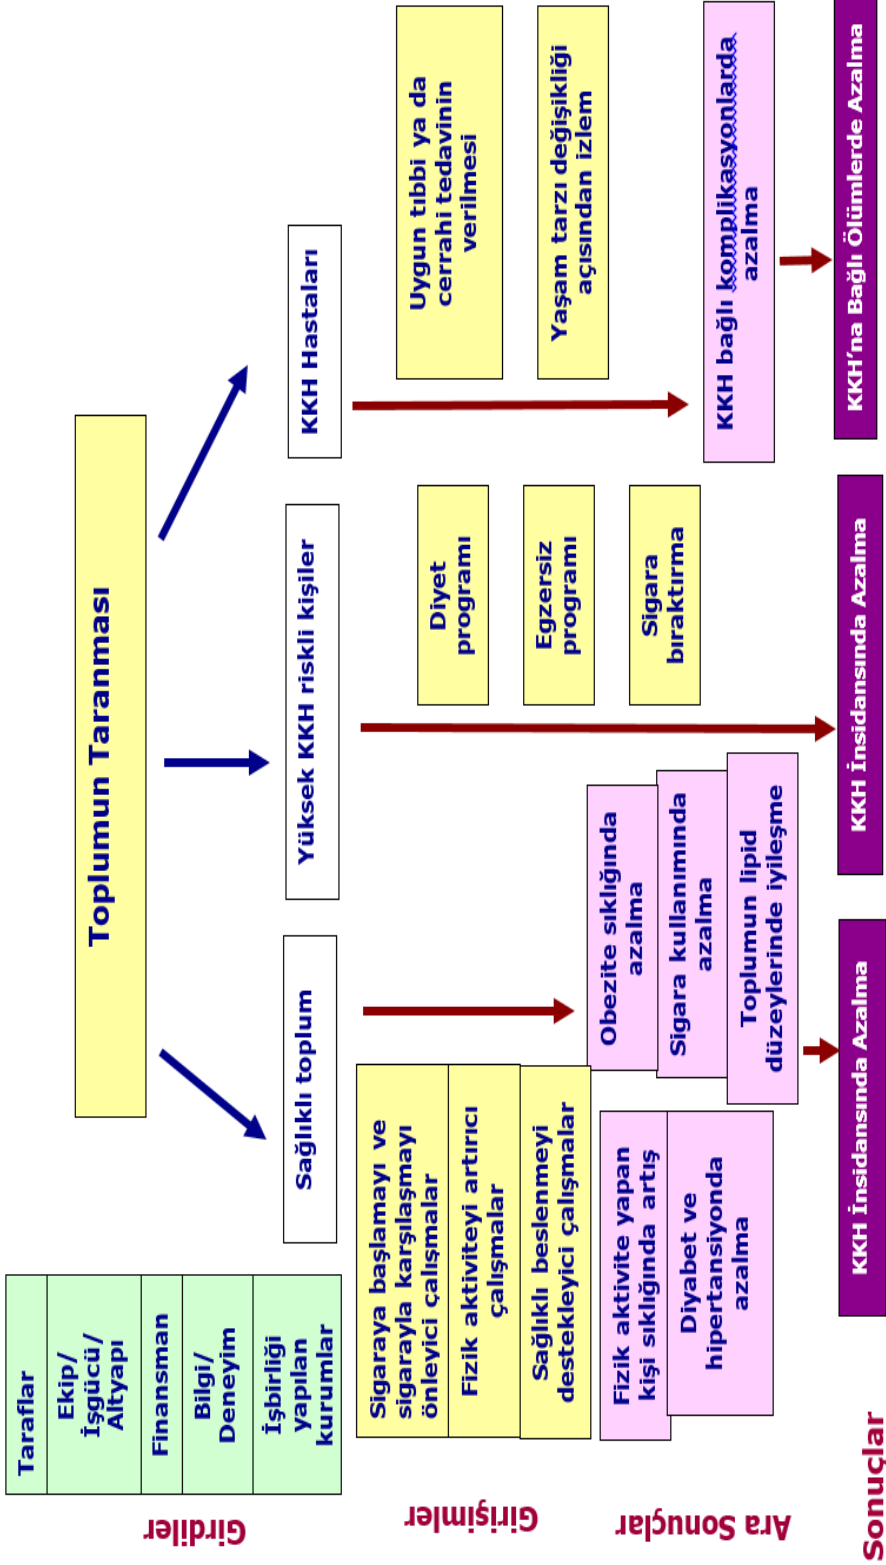 Toplumun Taranması
Taraflar
Ekip/
İşgücü/
Altyapı
Finansman
Bilgi/
Deneyim
İşbirliği
yapılan
kurumlar
Girdiler
Sağlıklı toplum
Yüksek KKH riskli kişiler
KKH Hastaları
Girişimler
Sigaraya başlamayı ve
sigarayla karşılaşmayı
önleyici çalışmalar
Fizik aktiviteyi artırıcı
çalışmalar
Sağlıklı beslenmeyi
destekleyici çalışmalar
Diyet
programı
Egzersiz
programı
Sigara
bıraktırma
Uygun tıbbi ya da
cerrahi tedavinin
verilmesi
Yaşam tarzı değişikliği
açısından izlem
Ara Sonuçlar
Fizik aktivite yapan
kişi sıklığında artış
Diyabet ve
hipertansiyonda
azalma
Obezite sıklığında
azalma
Sigara kullanımında
azalma
Toplumun lipid
düzeylerinde iyileşme
KKH bağlı komplikasyonlarda
azalma
Sonuçlar
KKH İnsidansında Azalma
KKH İnsidansında Azalma
KKH’na Bağlı Ölümlerde Azalma